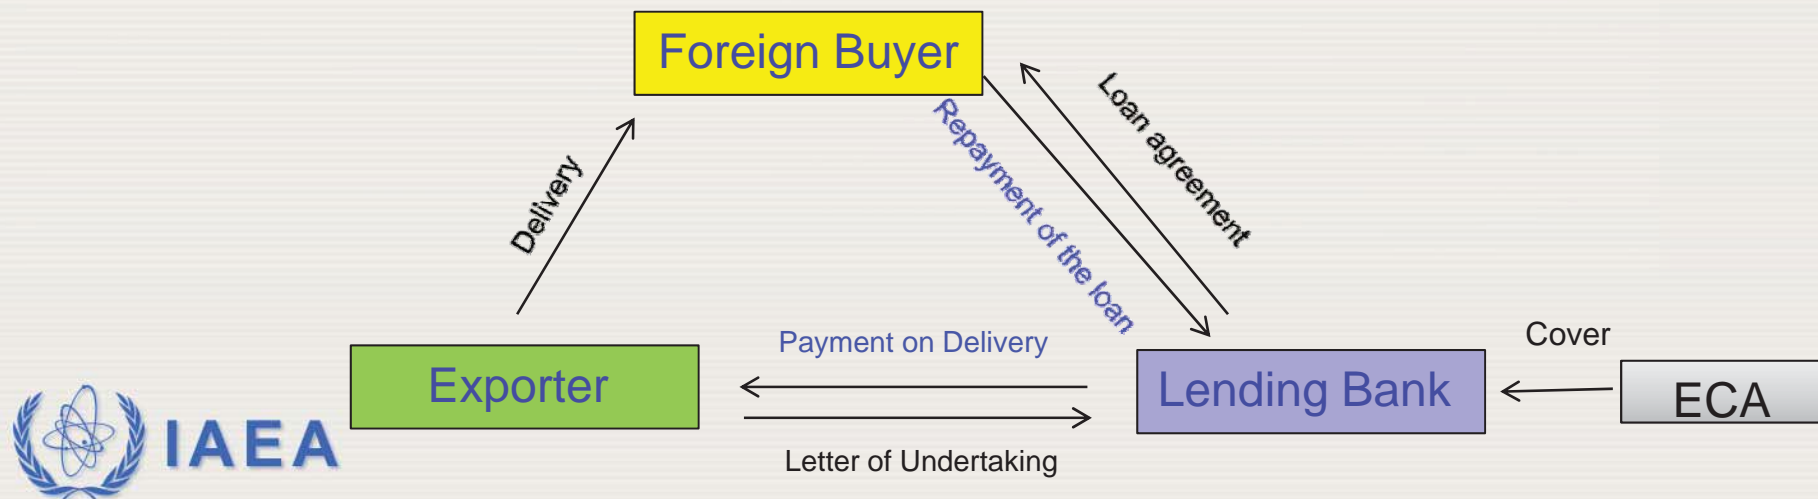 Foreign Buyer
Loan agreement
Repayment of the loan
Delivery
Payment on Delivery
Cover
Exporter
Lending Bank
ECA
IAEA
Letter of Undertaking